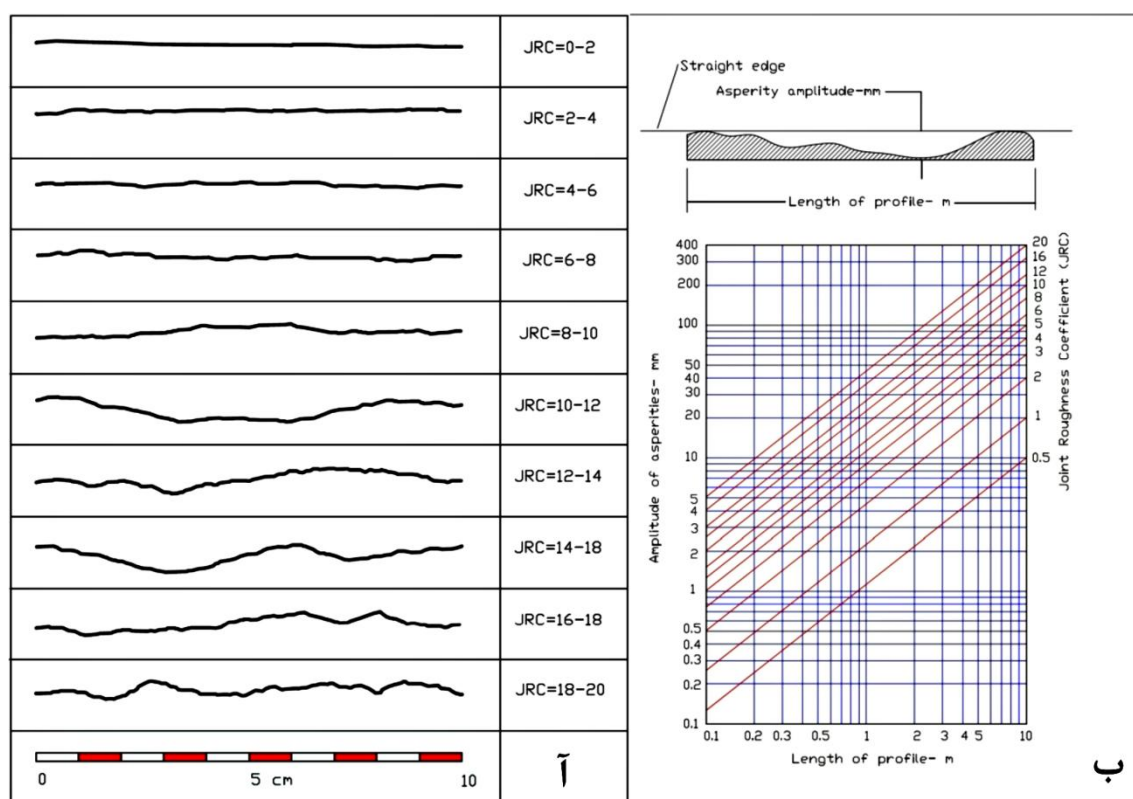 JRC=0-2
JRC=2-4
JRC=4-6
JRC=6-8
JRC=8-10
JRC=10-12
JRC=12-14
JRC=14-18
JRC=16-18
JRC=18-20
0 5 cm 10
آ
Straight edge
Asperity amplitude-mm
Length of profile- m
Amplitude of asperities- mm
400
300
200
100
50
40
30
20
10
5
4
3
2
1
0.5
0.4
0.3
0.2
0.1
0.1 0.2 0.3 0.5 1 2 3 4 5 10
Length of profile- m
20
16
12
10
8
6
5
4
3
2
1
0.5
Joint Roughness Coefficient (JRC)
ب